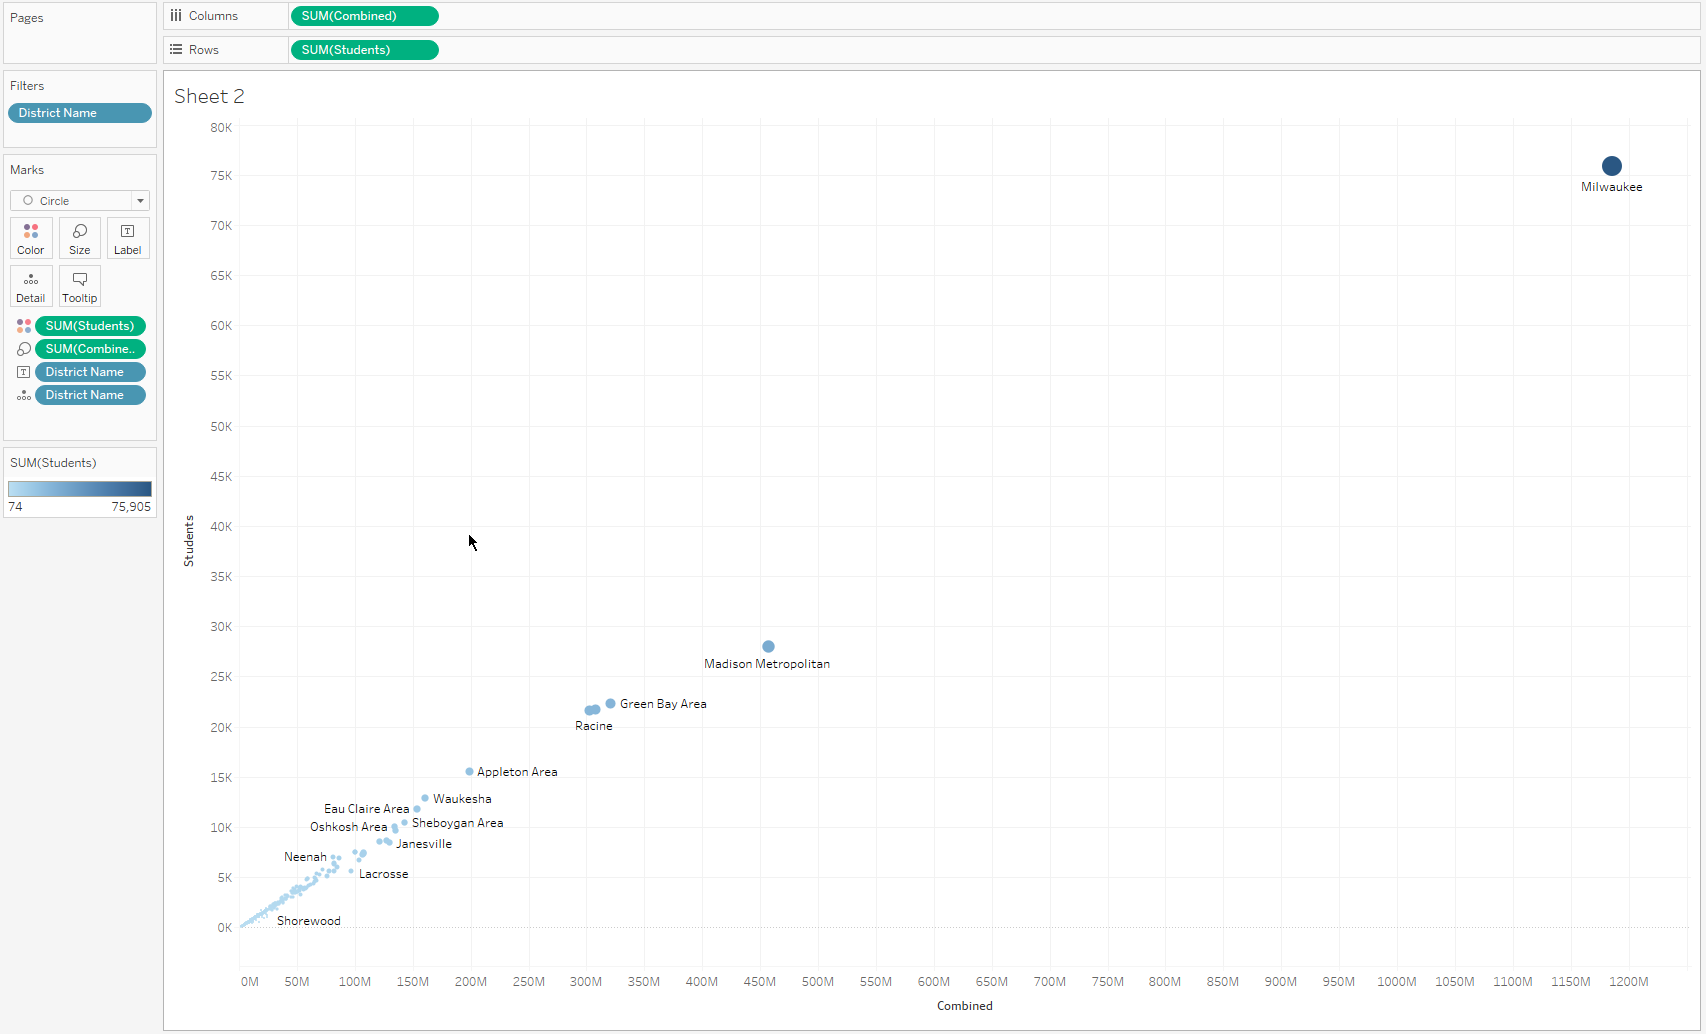 Pages
Columns
SUM(Combined)
Rows
SUM(Students)
Filters
District Name
Marks
Circle
Color
Size
Label
Detail
Tooltip
SUM(Students)
SUM(Combine..
District Name
District Name
SUM(Students)
74
75,905
Sheet 2
80K
75K
70K
65K
60K
55K
50K
45K
40K
35K
30K
25K
20K
15K
10K
5K
0K
Students
Milwaukee
Madison Metropolitan
Green Bay Area
Racine
Appleton Area
Waukesha
Eau Claire Area
Sheboygan Area
Oshkosh Area
Janesville
Neenah
Lacrosse
Shorewood
0M
50M
100M
150M
200M
250M
300M
350M
400M
450M
500M
550M
600M
650M
700M
750M
800M
850M
900M
950M
1000M
1050M
1100M
1150M
1200M
Combined